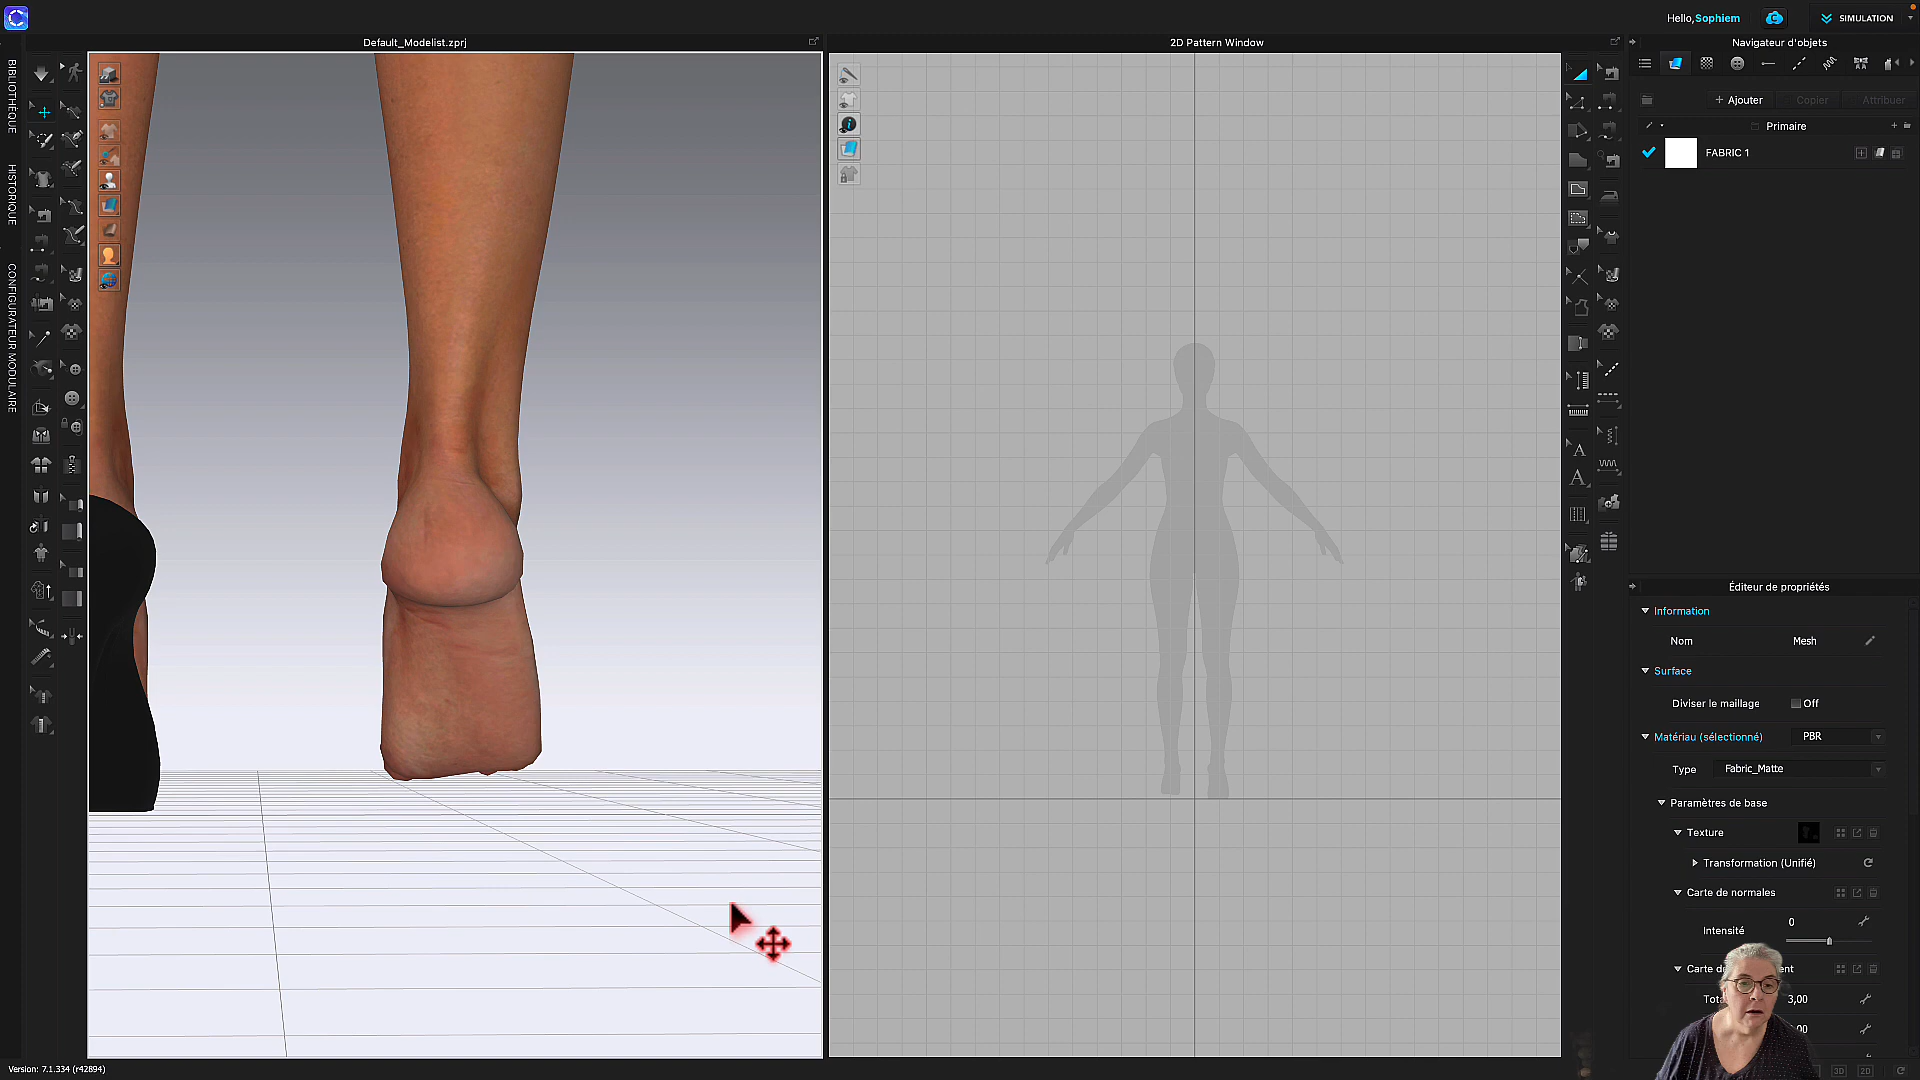 Hello,Sophiem
SIMULATION
Default_Modelist.zprj
2D Pattern Window
Navigateur d'objets
BIBLIOTHÈQUE
HISTORIQUE
CONFIGURATEUR MODULAIRE
+ Ajouter
Copier
Attribuer
Primaire
FABRIC 1
Éditeur de propriétés
Information
Nom
Mesh
Surface
Diviser le maillage
Off
Matériau (sélectionné)
PBR
Type
Fabric_Matte
Paramètres de base
Texture
Transformation (Unifié)
Carte de normales
0
Intensité
3,00
Version: 7.1.334 (r42894)
3D
2D